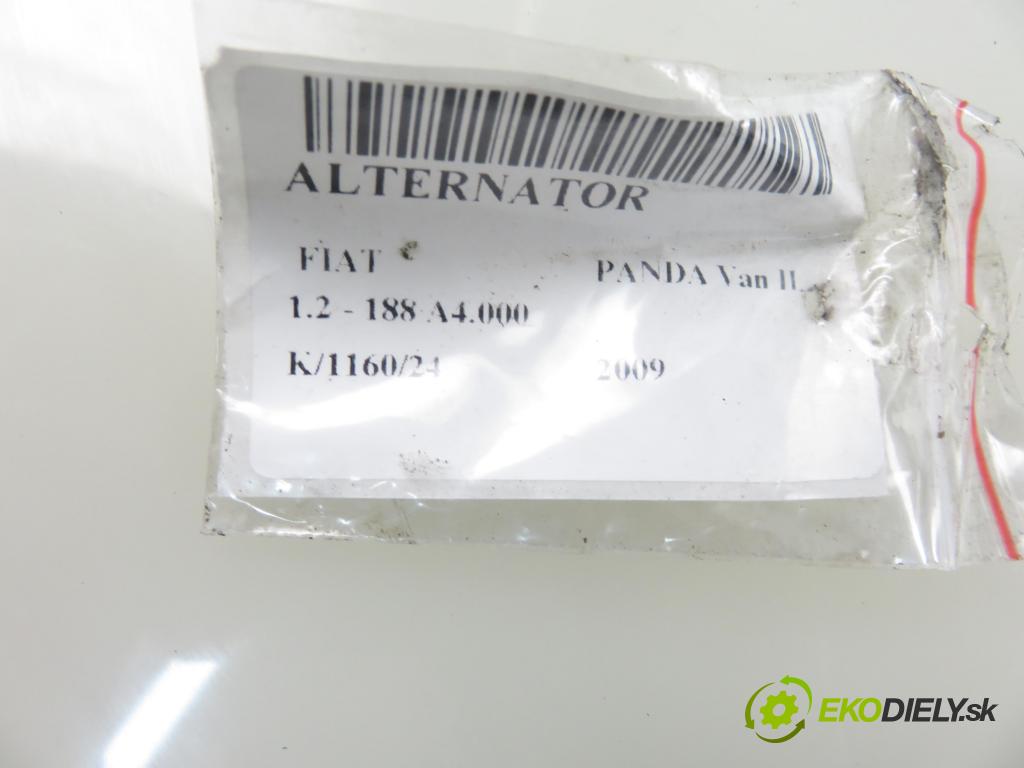 ALTERNATOR
FIAT PANDA Van II
1.2 - 188 A4.000
K/1160/24 2009
EKODIELY.sk